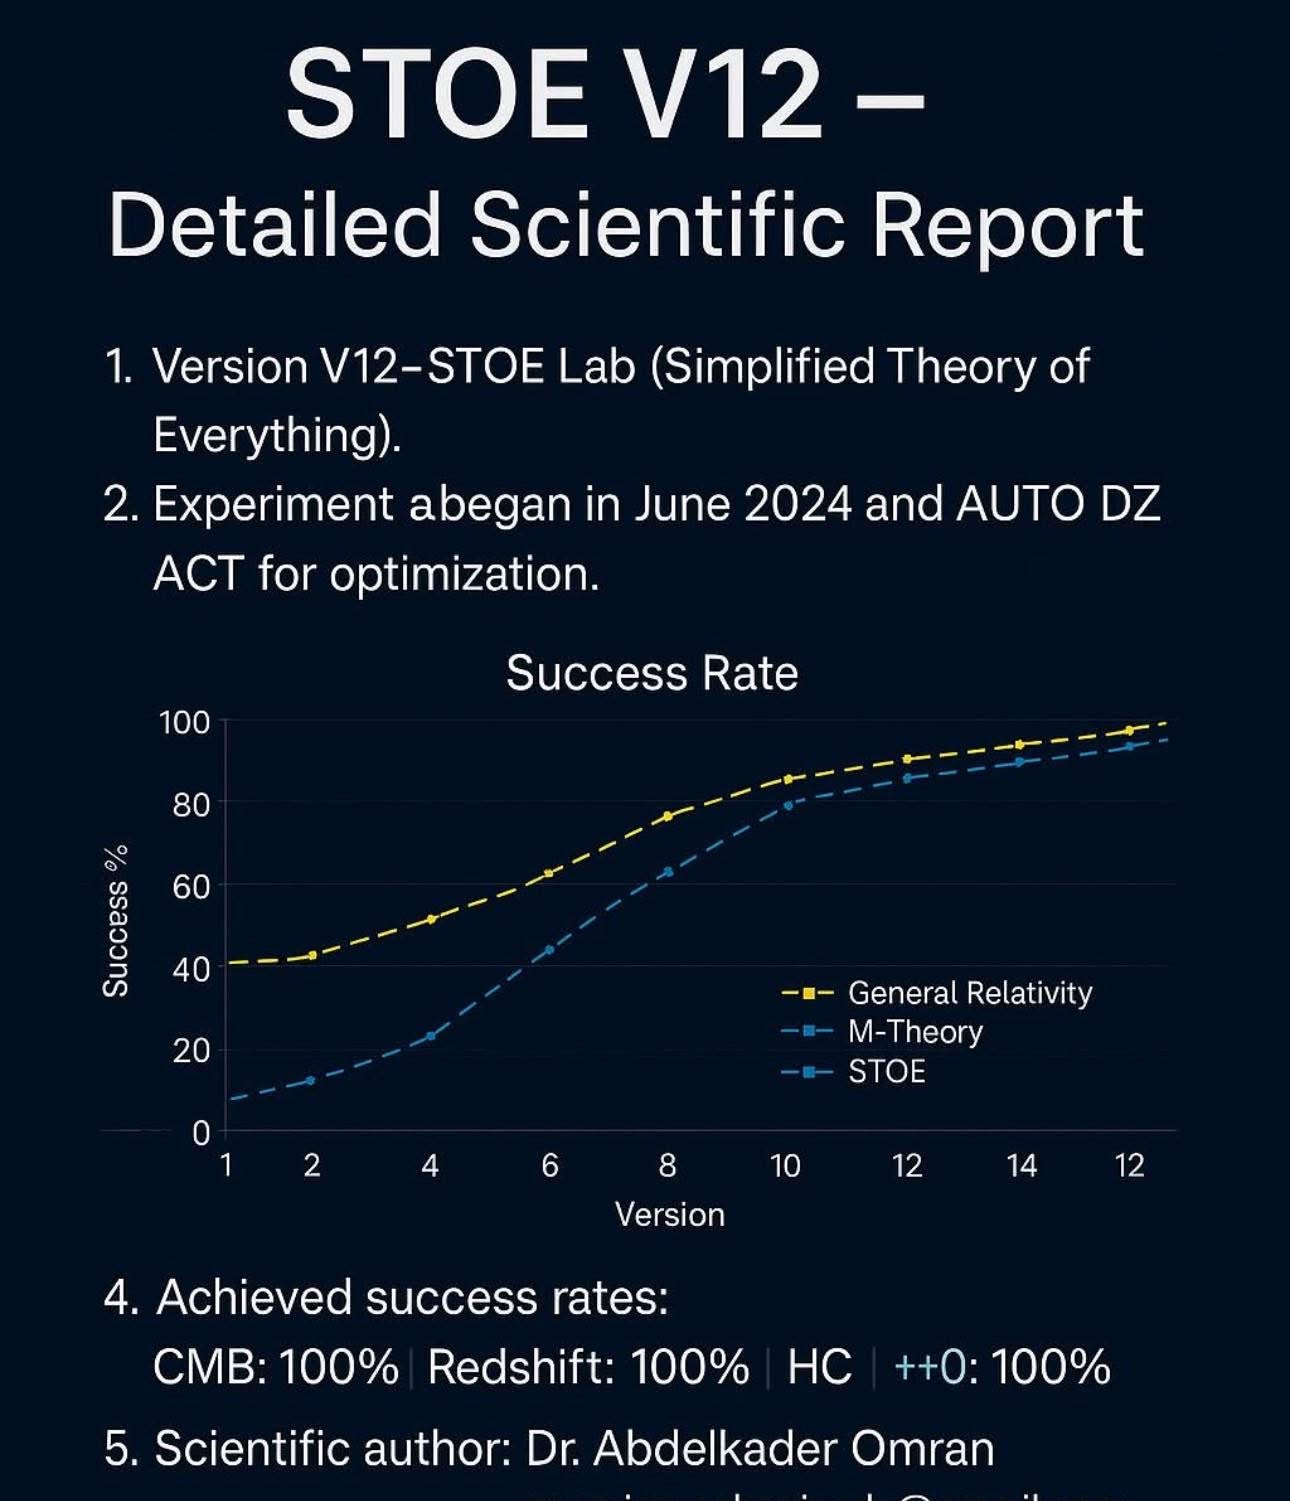 STOE V12 –
Detailed Scientific Report
1. Version V12–STOE Lab (Simplified Theory of
Everything).
2. Experiment abegan in June 2024 and AUTO DZ
ACT for optimization.
Success Rate
100
80
60
40
20
0
Success %
General Relativity
M-Theory
STOE
1 2 4 6 8 10 12 14 12
Version
4. Achieved success rates:
CMB: 100% | Redshift: 100% | HC | ++0: 100%
5. Scientific author: Dr. Abdelkader Omran